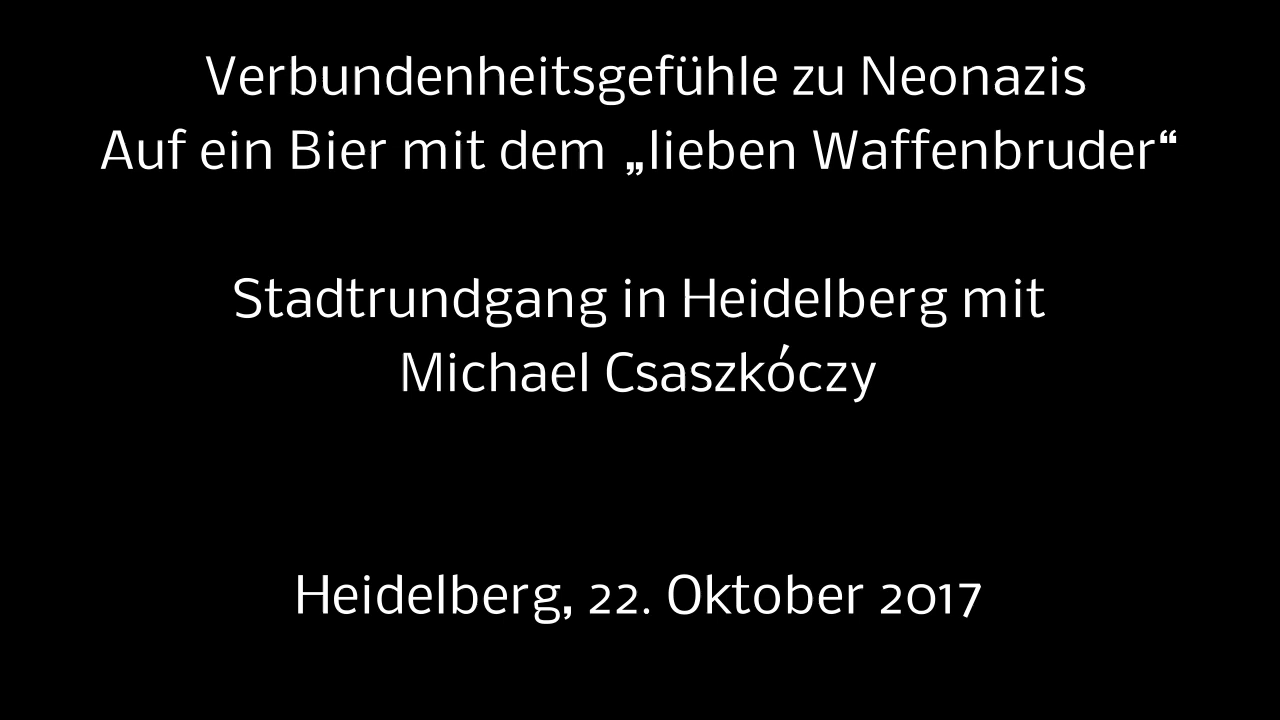 Verbundenheitsgefühle zu Neonazis
Auf ein Bier mit dem „lieben Waffenbruder“
Stadtrundgang in Heidelberg mit
Michael Csaszkóczy
Heidelberg, 22. Oktober 2017